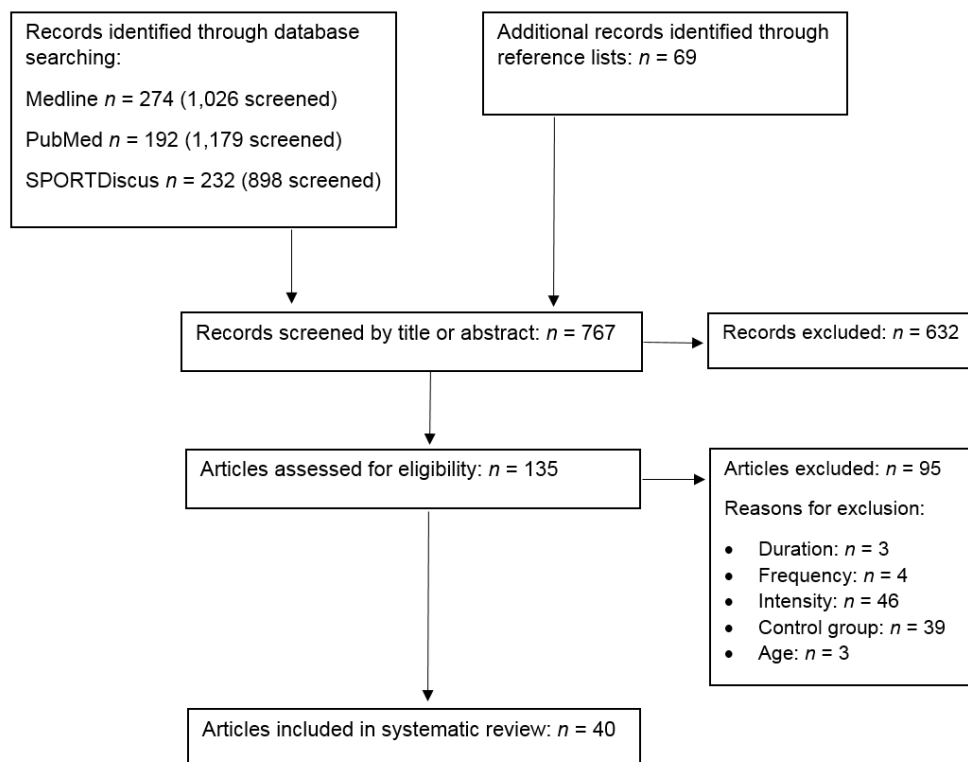 Records identified through database
searching:
Medline n = 274 (1,026 screened)
PubMed n = 192 (1,179 screened)
SPORTDiscus n = 232 (898 screened)
Additional records identified through
reference lists: n = 69
Records screened by title or abstract: n = 767
Records excluded: n = 632
Articles assessed for eligibility: n = 135
Articles excluded: n = 95
Reasons for exclusion:
• Duration: n = 3
• Frequency: n = 4
• Intensity: n = 46
• Control group: n = 39
• Age: n = 3
Articles included in systematic review: n = 40